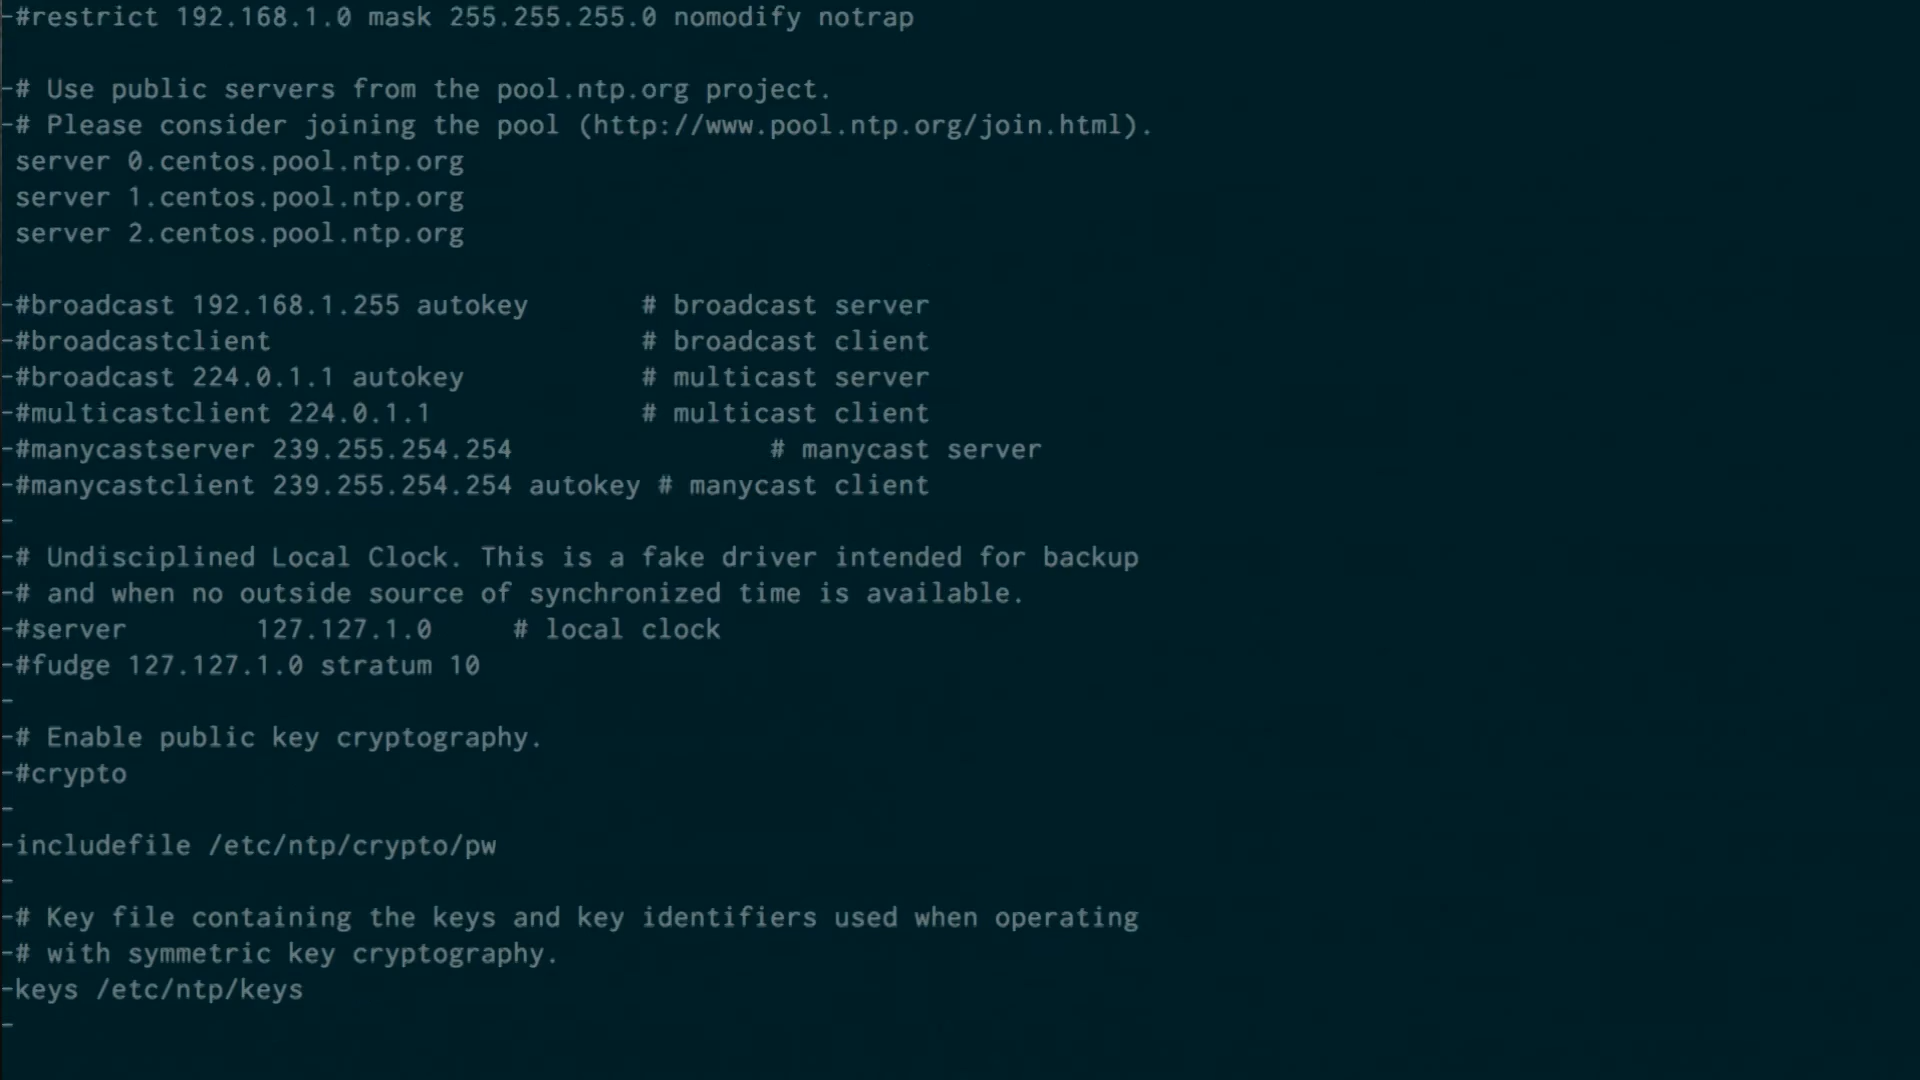 -#restrict 192.168.1.0 mask 255.255.255.0 nomodify notrap
-# Use public servers from the pool.ntp.org project.
-# Please consider joining the pool (http://www.pool.ntp.org/join.html).
 server 0.centos.pool.ntp.org
 server 1.centos.pool.ntp.org
 server 2.centos.pool.ntp.org
-#broadcast 192.168.1.255 autokey       # broadcast server
-#broadcastclient                       # broadcast client
-#broadcast 224.0.1.1 autokey           # multicast server
-#multicastclient 224.0.1.1             # multicast client
-#manycastserver 239.255.254.254                # manycast server
-#manycastclient 239.255.254.254 autokey # manycast client
-
-# Undisciplined Local Clock. This is a fake driver intended for backup
-# and when no outside source of synchronized time is available.
-#server        127.127.1.0     # local clock
-#fudge 127.127.1.0 stratum 10
-
-# Enable public key cryptography.
-#crypto
-
-includefile /etc/ntp/crypto/pw
-
-# Key file containing the keys and key identifiers used when operating
-# with symmetric key cryptography.
-keys /etc/ntp/keys
-